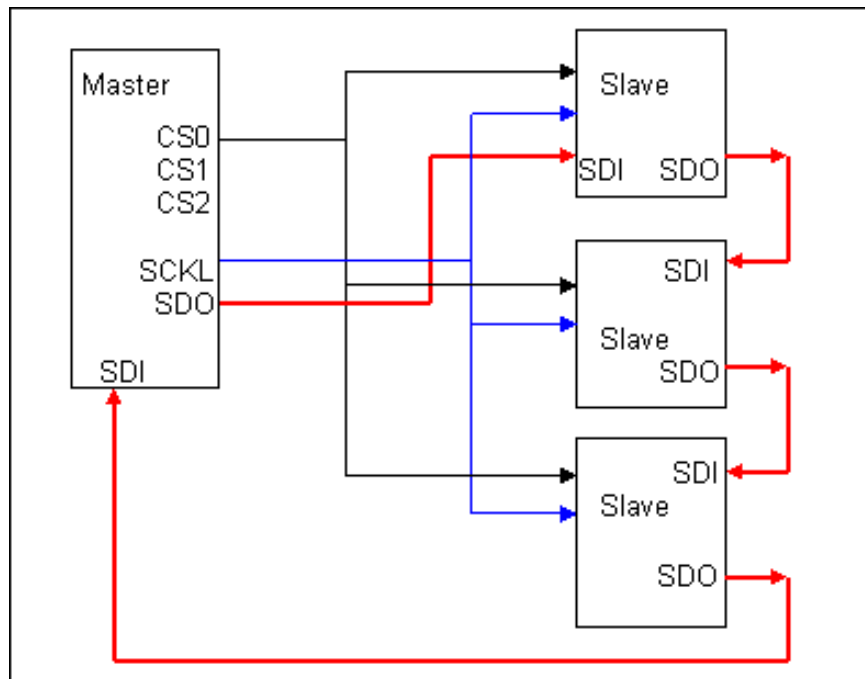 Master
CS0
CS1
CS2
SCKL
SDO
SDI
Slave
SDI SDO
SDI
Slave
SDO
SDI
Slave
SDO